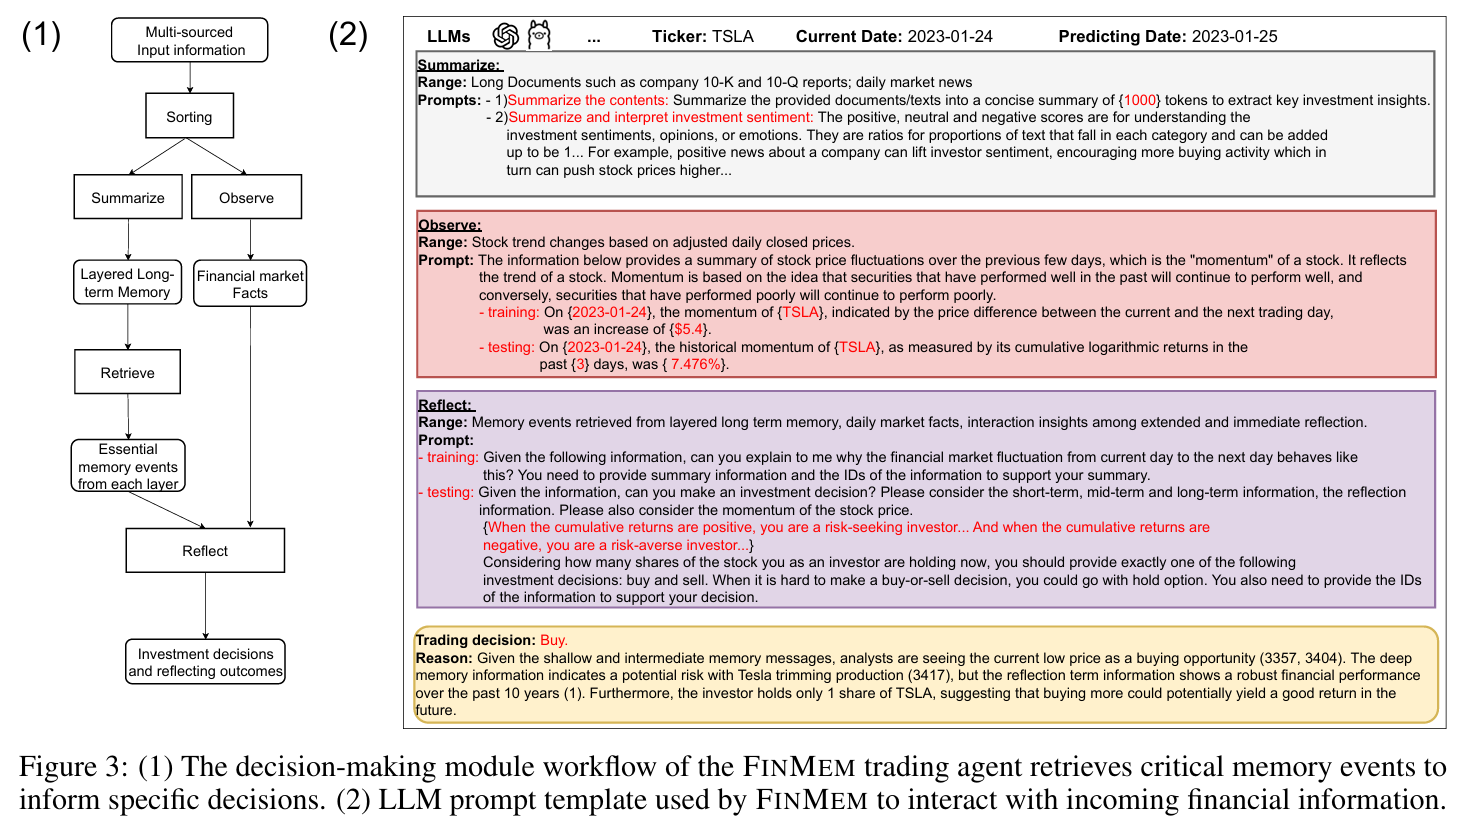 (1)
Multi-sourced
Input information
Sorting
Summarize
Observe
Layered Long-
term Memory
Financial market
Facts
Retrieve
Essential
memory events
from each layer
Reflect
Investment decisions
and reflecting outcomes
(2)
LLMs ... Ticker: TSLA Current Date: 2023-01-24 Predicting Date: 2023-01-25
Summarize:
Range: Long Documents such as company 10-K and 10-Q reports; daily market news
Prompts: - 1)Summarize the contents: Summarize the provided documents/texts into a concise summary of {1000} tokens to extract key investment insights.
- 2)Summarize and interpret investment sentiment: The positive, neutral and negative scores are for understanding the
investment sentiments, opinions, or emotions. They are ratios for proportions of text that fall in each category and can be added
up to be 1... For example, positive news about a company can lift investor sentiment, encouraging more buying activity which in
turn can push stock prices higher...
Observe:
Range: Stock trend changes based on adjusted daily closed prices.
Prompt: The information below provides a summary of stock price fluctuations over the previous few days, which is the "momentum" of a stock. It reflects
the trend of a stock. Momentum is based on the idea that securities that have performed well in the past will continue to perform well, and
conversely, securities that have performed poorly will continue to perform poorly.
- training: On {2023-01-24}, the momentum of {TSLA}, indicated by the price difference between the current and the next trading day,
was an increase of {$5.4}.
- testing: On {2023-01-24}, the historical momentum of {TSLA}, as measured by its cumulative logarithmic returns in the
past {3} days, was { 7.476%}.
Reflect:
Range: Memory events retrieved from layered long term memory, daily market facts, interaction insights among extended and immediate reflection.
Prompt:
- training: Given the following information, can you explain to me why the financial market fluctuation from current day to the next day behaves like
this? You need to provide summary information and the IDs of the information to support your summary.
- testing: Given the information, can you make an investment decision? Please consider the short-term, mid-term and long-term information, the reflection
information. Please also consider the momentum of the stock price.
{When the cumulative returns are positive, you are a risk-seeking investor... And when the cumulative returns are
negative, you are a risk-averse investor...}
Considering how many shares of the stock you as an investor are holding now, you should provide exactly one of the following
investment decisions: buy and sell. When it is hard to make a buy-or-sell decision, you could go with hold option. You also need to provide the IDs
of the information to support your decision.
Trading decision: Buy.
Reason: Given the shallow and intermediate memory messages, analysts are seeing the current low price as a buying opportunity (3357, 3404). The deep
memory information indicates a potential risk with Tesla trimming production (3417), but the reflection term information shows a robust financial performance
over the past 10 years (1). Furthermore, the investor holds only 1 share of TSLA, suggesting that buying more could potentially yield a good return in the
future.
Figure 3: (1) The decision-making module workflow of the FINMEM trading agent retrieves critical memory events to
inform specific decisions. (2) LLM prompt template used by FINMEM to interact with incoming financial information.